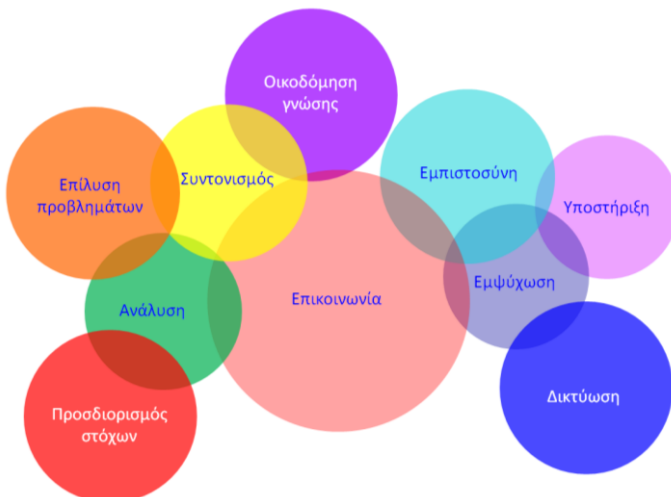 Οικοδόμηση
γνώσης
Επίλυση
προβλημάτων
Συντονισμός
Εμπιστοσύνη
Υποστήριξη
Ανάλυση
Επικοινωνία
Εμψύχωση
Προσδιορισμός
στόχων
Δικτύωση